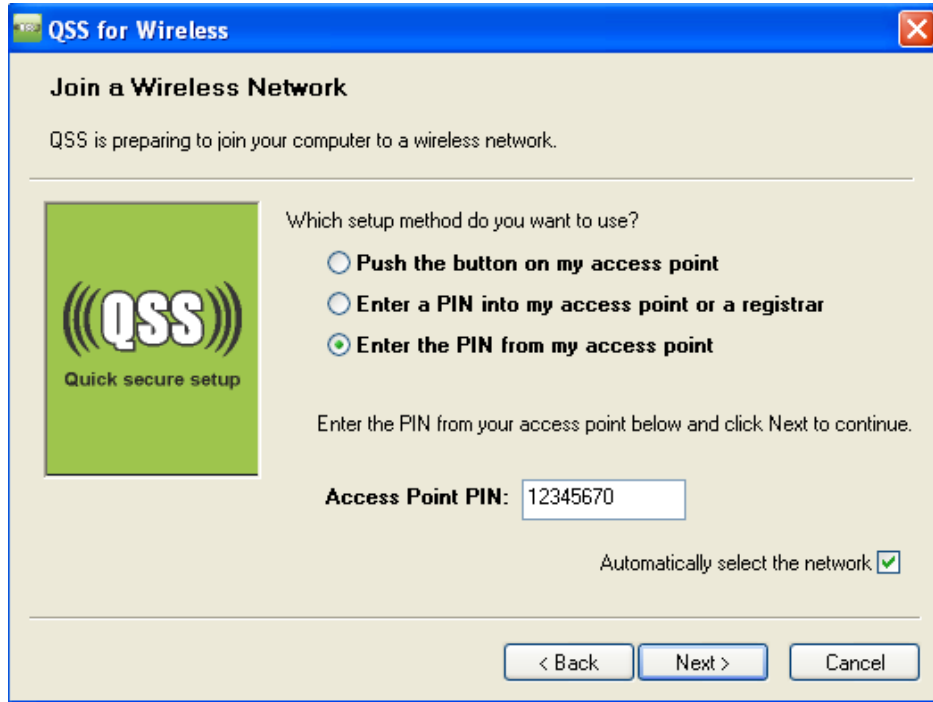 QSS for Wireless
Join a Wireless Network
QSS is preparing to join your computer to a wireless network.
Which setup method do you want to use?
Push the button on my access point
Enter a PIN into my access point or a registrar
Enter the PIN from my access point
(((QSS)))
Quick secure setup
Enter the PIN from your access point below and click Next to continue.
Access Point PIN: 12345670
Automatically select the network
< Back Next > Cancel